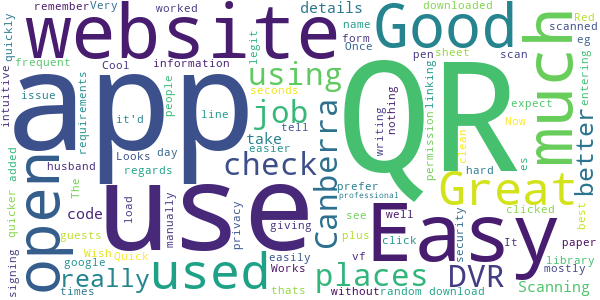 remember Very worked
website Good details downloaded
quickly Once name Red scanned
form pen sheet eg
intuitive frequent Cool legit information using scan
issue seconds
app QR much
requirements it'd people line job tell take easier
writing nothing linking permission expect entering
open added check Canberra Now clean better
Looks day regards
husband use code load manually privacy giving
prefer professional
es hard Great Easy
quicker The see well clicked best
signing guests Wish Quick plus click security It paper
really google times used easily Works thats
places vf without DVR library mostly
random download Scanning